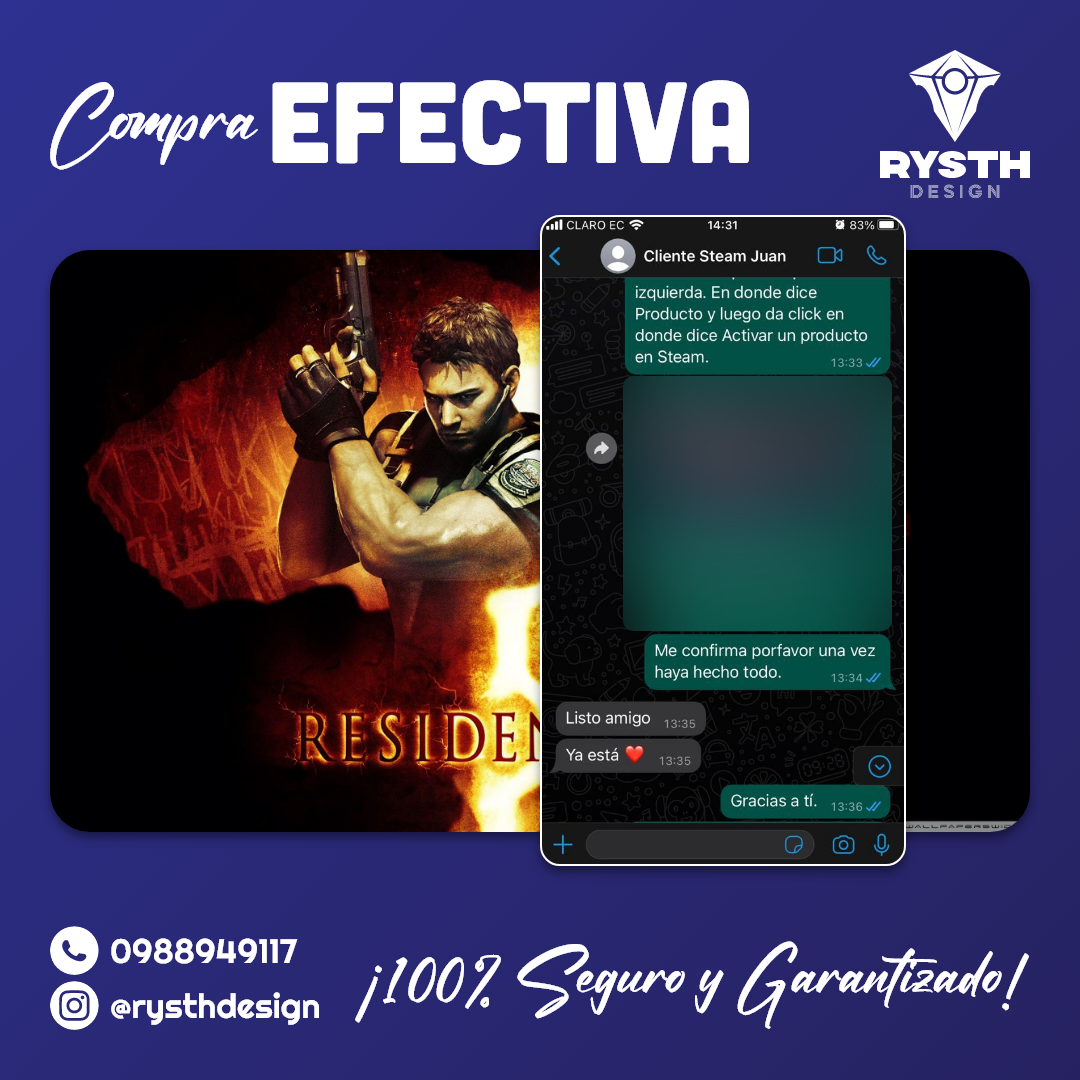 Compra EFECTIVA
RYSTH
DESIGN
CLARO EC 14:31 83%
Cliente Steam Juan
izquierda. En donde dice
Producto y luego da click en
donde dice Activar un producto
en Steam. 13:33
Me confirma porfavor una vez
haya hecho todo. 13:34
Listo amigo 13:35
Ya está ❤️ 13:35
Gracias a tí. 13:36
RESIDEN
0988949117
@rysthdesign
¡100% Seguro y Garantizado!